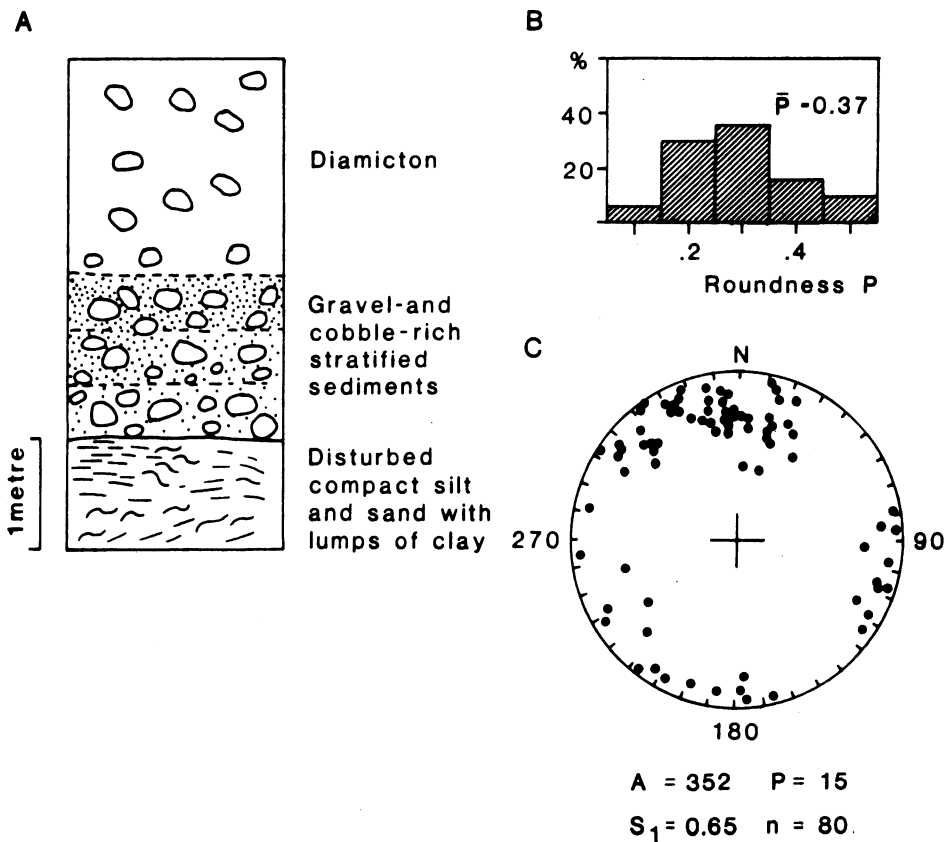 A
Diamicton
Gravel-and
cobble-rich
stratified
sediments
Disturbed
compact silt
and sand with
lumps of clay
1metre
B
%
40
20
P̄ -0.37
.2 .4
Roundness P
C
N
270
90
180
A = 352 P = 15
S₁ = 0.65 n = 80